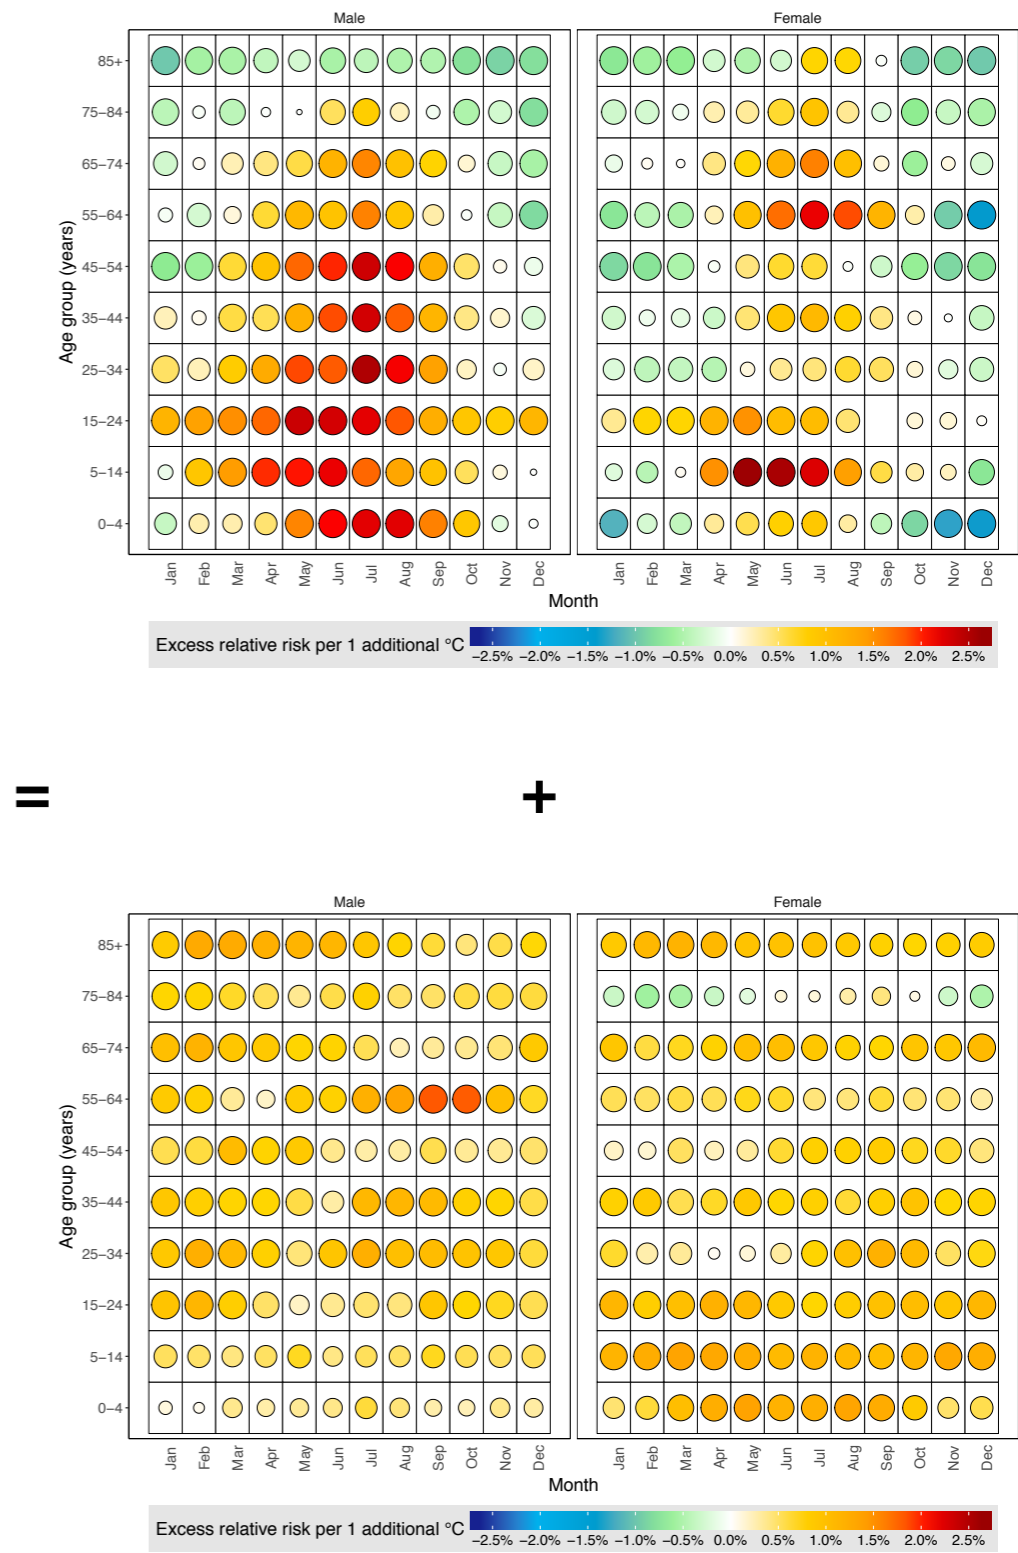 Male Female
85+
75−84
65−74
55−64
45−54
35−44
25−34
15−24
5−14
0−4
Age group (years)
Jan Feb Mar Apr May Jun Jul Aug Sep Oct Nov Dec Jan Feb Mar Apr May Jun Jul Aug Sep Oct Nov Dec
Month
Excess relative risk per 1 additional °C
−2.5% −2.0% −1.5% −1.0% −0.5% 0.0% 0.5% 1.0% 1.5% 2.0% 2.5%
= +
Male Female
85+
75−84
65−74
55−64
45−54
35−44
25−34
15−24
5−14
0−4
Age group (years)
Jan Feb Mar Apr May Jun Jul Aug Sep Oct Nov Dec Jan Feb Mar Apr May Jun Jul Aug Sep Oct Nov Dec
Month
Excess relative risk per 1 additional °C
−2.5% −2.0% −1.5% −1.0% −0.5% 0.0% 0.5% 1.0% 1.5% 2.0% 2.5%